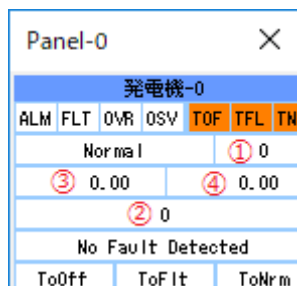 Panel-0
発電機-0
ALM FLT OVR OSV TOF TFL TN
Normal ① 0
③ 0.00 ④ 0.00
② 0
No Fault Detected
ToOff ToFlt ToNrm